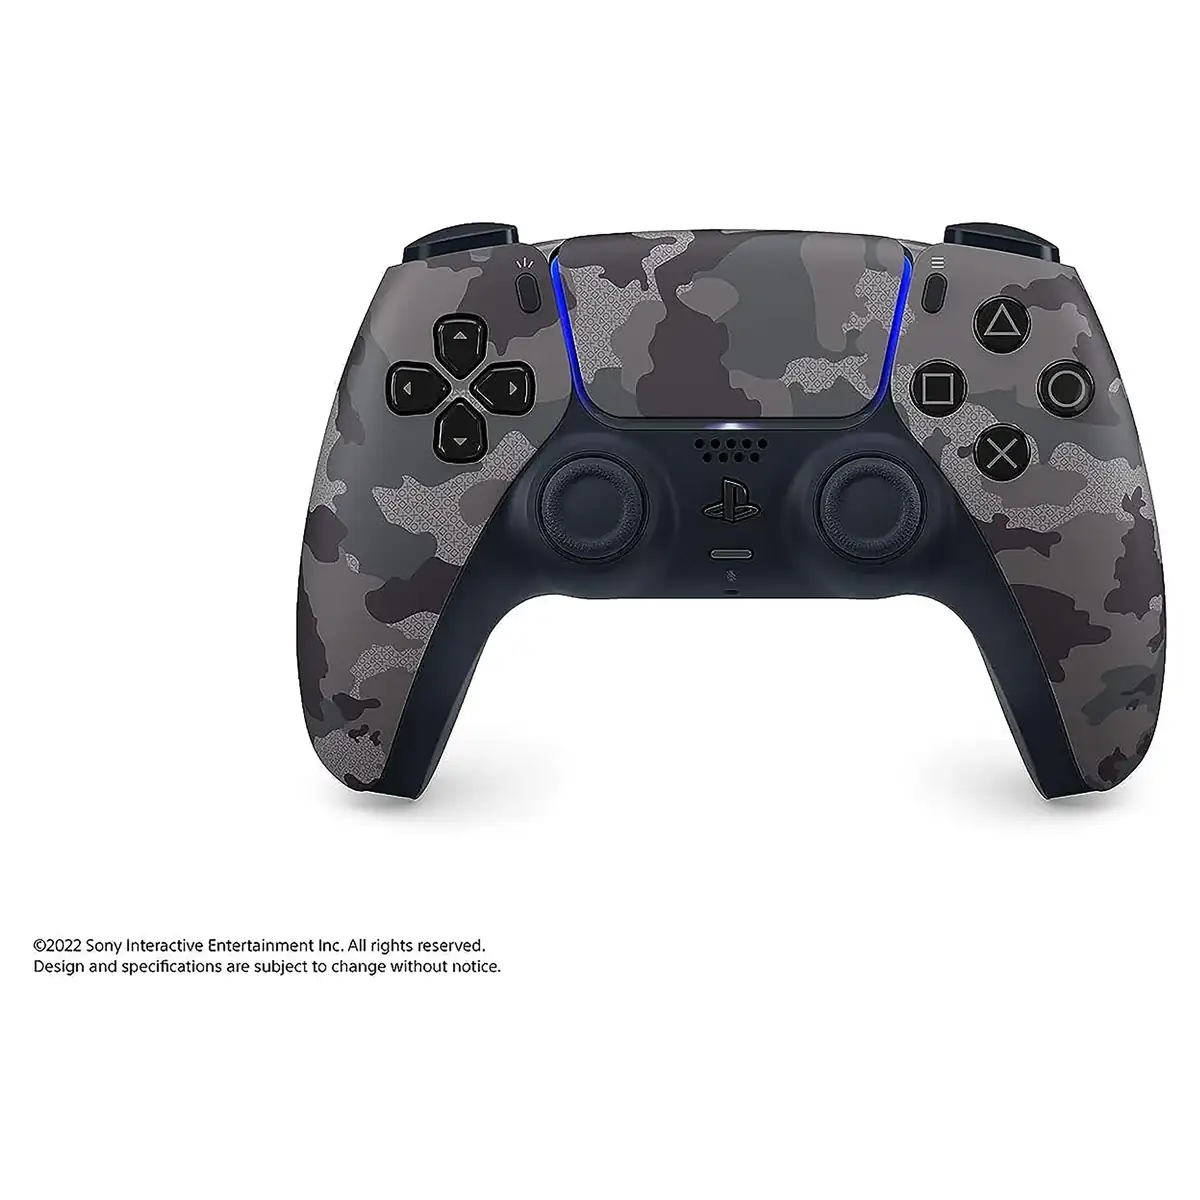 ©2022 Sony Interactive Entertainment Inc. All rights reserved.
Design and specifications are subject to change without notice.